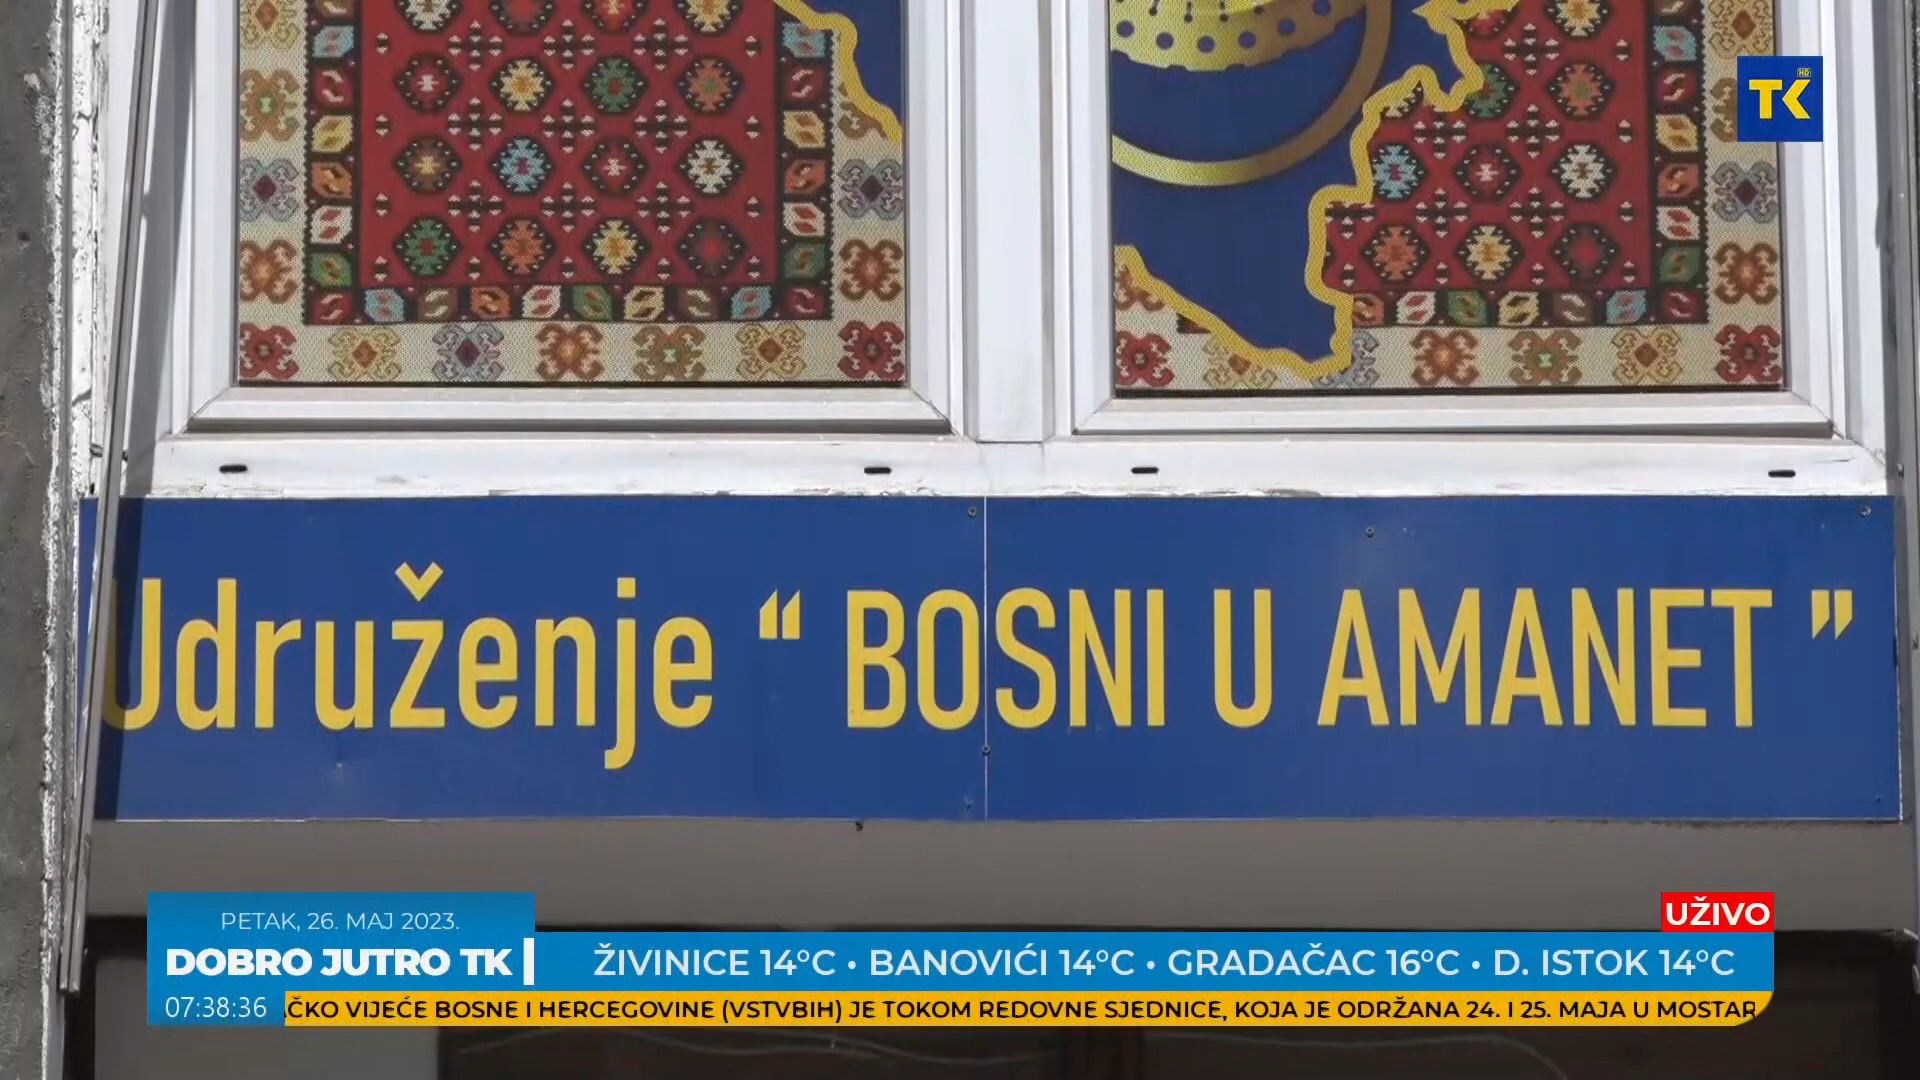 TK HD
Udruženje “ BOSNI U AMANET ”
PETAK, 26. MAJ 2023.
UŽIVO
DOBRO JUTRO TK
ŽIVINICE 14°C • BANOVIĆI 14°C • GRADAČAC 16°C • D. ISTOK 14°C
07:38:36
VIJEĆE BOSNE I HERCEGOVINE (VSTVBIH) JE TOKOM REDOVNE SJEDNICE, KOJA JE ODRŽANA 24. I 25. MAJA U MOSTAR